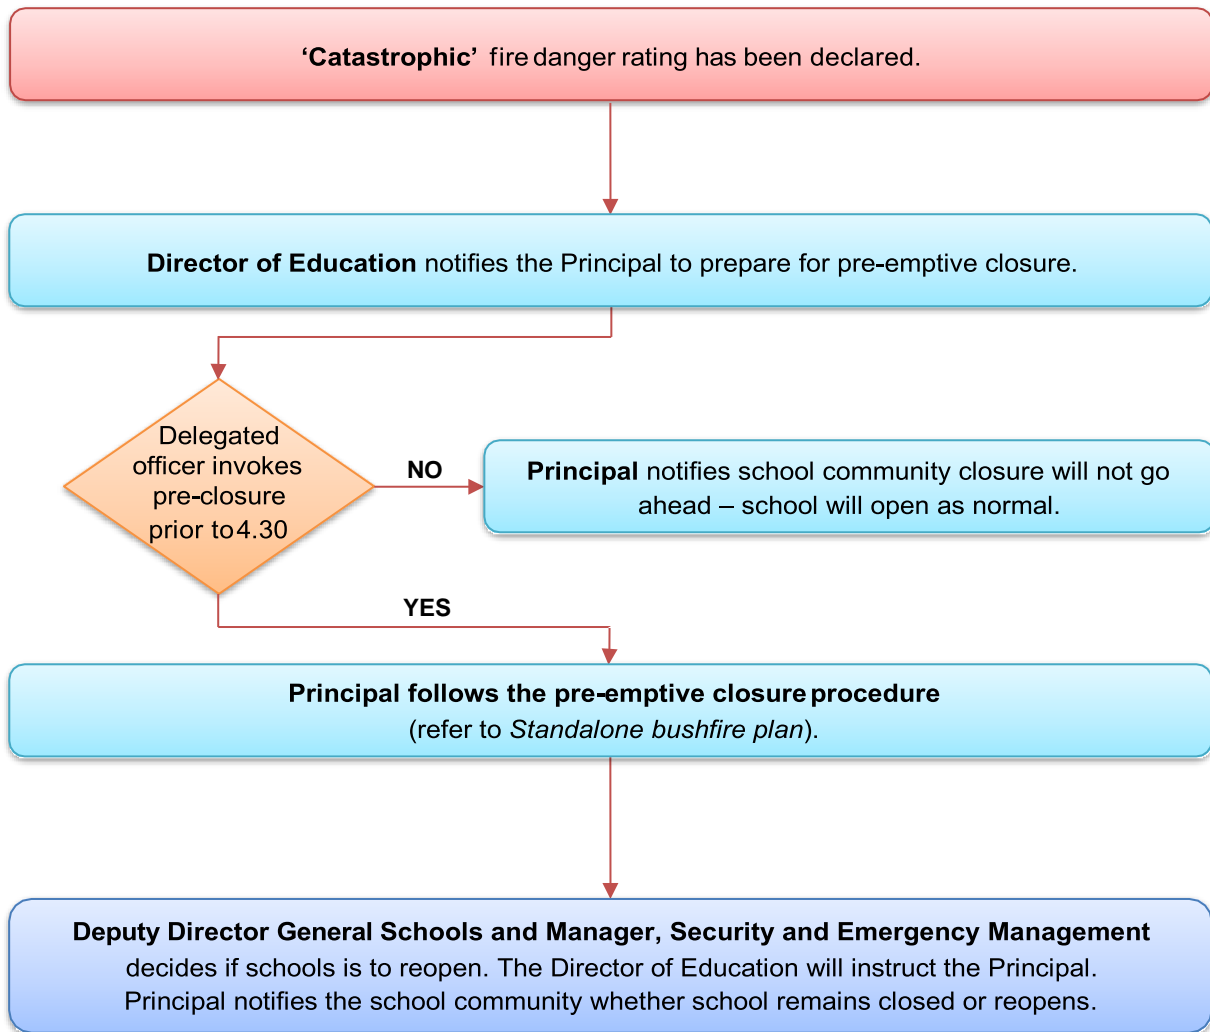 ‘Catastrophic’ fire danger rating has been declared.
Director of Education notifies the Principal to prepare for pre-emptive closure.
Delegated
officer invokes
pre-closure
prior to 4.30
NO
Principal notifies school community closure will not go
ahead – school will open as normal.
YES
Principal follows the pre-emptive closure procedure
(refer to Standalone bushfire plan).
Deputy Director General Schools and Manager, Security and Emergency Management
decides if schools is to reopen. The Director of Education will instruct the Principal.
Principal notifies the school community whether school remains closed or reopens.